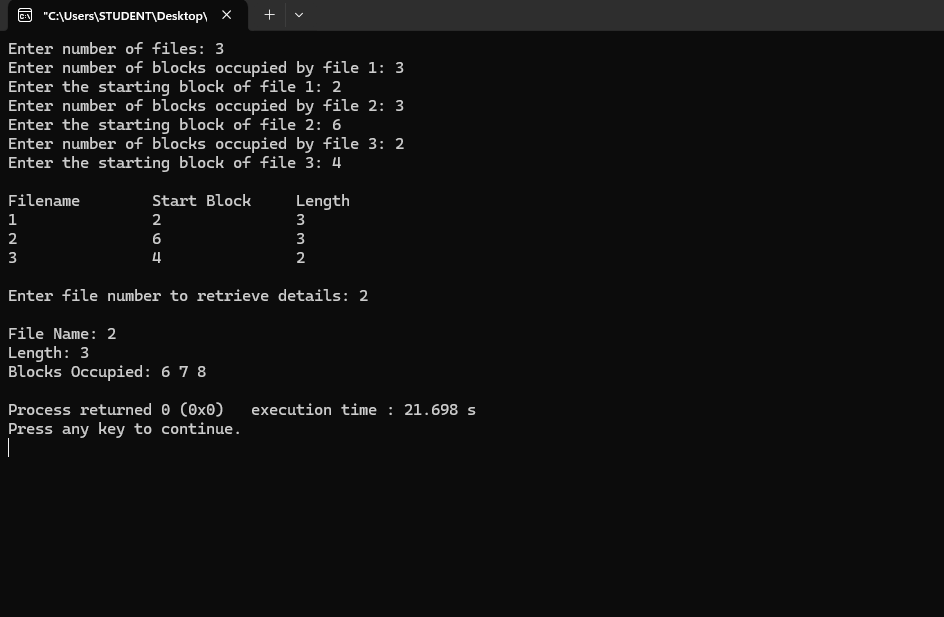 "C:\Users\STUDENT\Desktop\
Enter number of files: 3
Enter number of blocks occupied by file 1: 3
Enter the starting block of file 1: 2
Enter number of blocks occupied by file 2: 3
Enter the starting block of file 2: 6
Enter number of blocks occupied by file 3: 2
Enter the starting block of file 3: 4
Filename Start Block Length
1 2 3
2 6 3
3 4 2
Enter file number to retrieve details: 2
File Name: 2
Length: 3
Blocks Occupied: 6 7 8
Process returned 0 (0x0) execution time : 21.698 s
Press any key to continue.